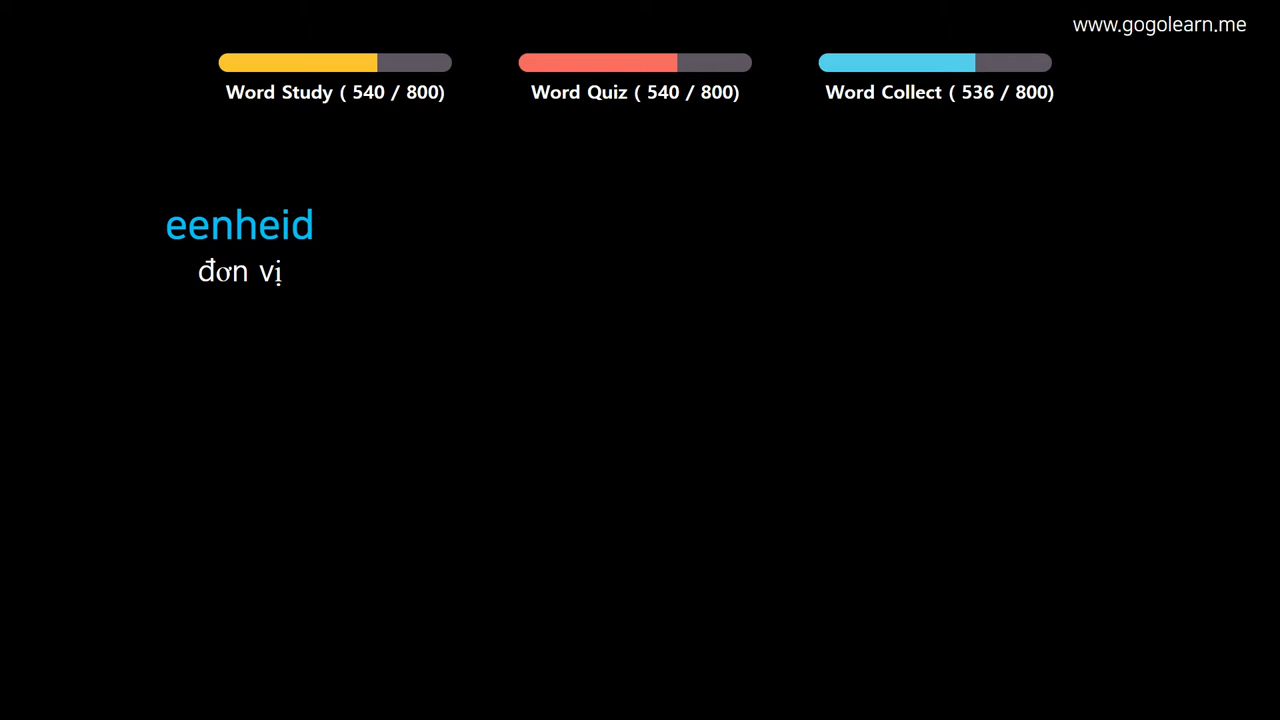 www.gogolearn.me
Word Study ( 540 / 800)
Word Quiz ( 540 / 800)
Word Collect ( 536 / 800)
eenheid
đơn vị